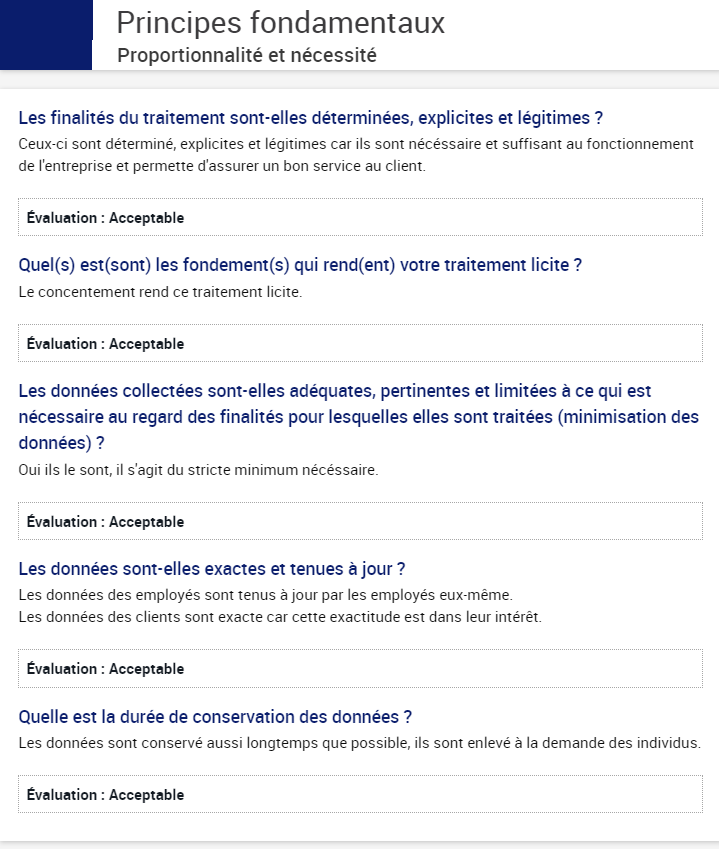 Principes fondamentaux
Proportionnalité et nécessité
Les finalités du traitement sont-elles déterminées, explicites et légitimes ?
Ceux-ci sont déterminé, explicites et légitimes car ils sont nécéssaire et suffisant au fonctionnement
de l'entreprise et permette d'assurer un bon service au client.
Évaluation : Acceptable
Quel(s) est(sont) les fondement(s) qui rend(ent) votre traitement licite ?
Le concentement rend ce traitement licite.
Évaluation : Acceptable
Les données collectées sont-elles adéquates, pertinentes et limitées à ce qui est
nécessaire au regard des finalités pour lesquelles elles sont traitées (minimisation des
données) ?
Oui ils le sont, il s'agit du stricte minimum nécéssaire.
Évaluation : Acceptable
Les données sont-elles exactes et tenues à jour ?
Les données des employés sont tenus à jour par les employés eux-même.
Les données des clients sont exacte car cette exactitude est dans leur intérêt.
Évaluation : Acceptable
Quelle est la durée de conservation des données ?
Les données sont conservé aussi longtemps que possible, ils sont enlevé à la demande des individus.
Évaluation : Acceptable